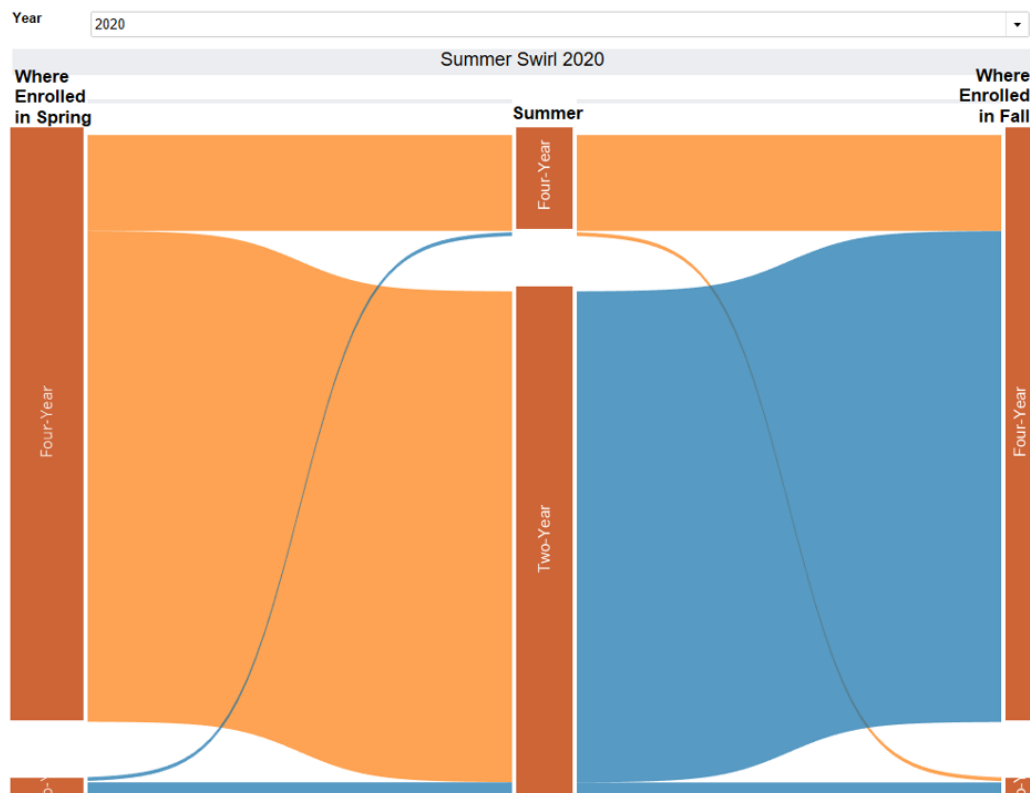 Year
2020
Summer Swirl 2020
Where
Enrolled
in Spring
Summer
Where
Enrolled
in Fall
Four-Year
Four-Year
Four-Year
Two-Year